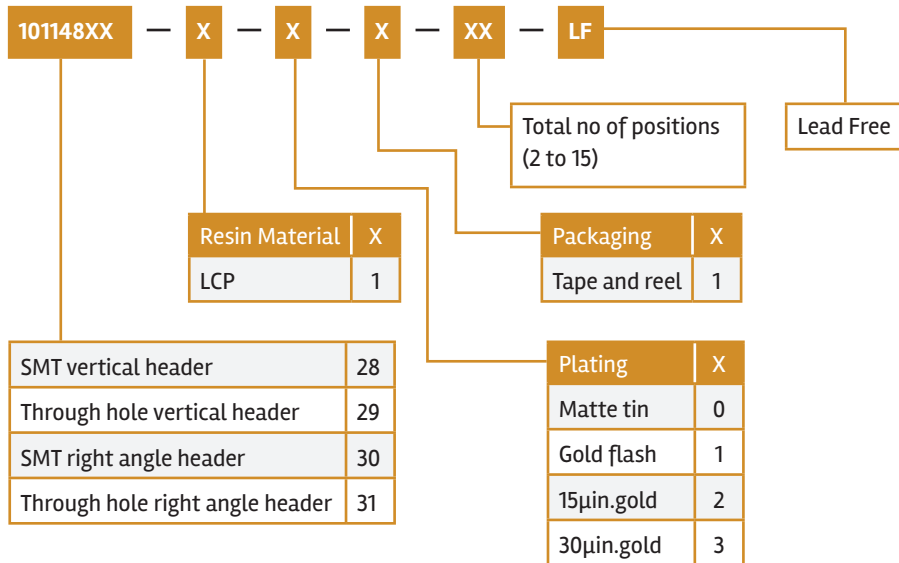 101148XX — X — X — X — XX — LF
Total no of positions
(2 to 15)
Lead Free
Resin Material X
LCP 1
Packaging X
Tape and reel 1
SMT vertical header 28
Through hole vertical header 29
SMT right angle header 30
Through hole right angle header 31
Plating X
Matte tin 0
Gold flash 1
15µin.gold 2
30µin.gold 3